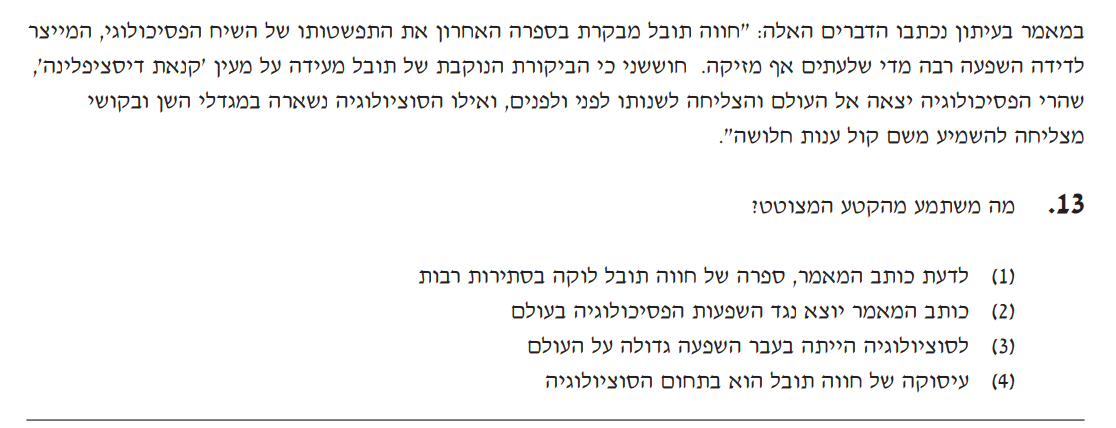 במאמר בעיתון נכתבו הדברים האלה: "חווה תובל מבקרת בספרה האחרון את התפשטותו של השיח הפסיכולוגי, המייצר
לדידה השפעה רבה מדי שלעתים אף מזיקה. חוששני כי הביקורת הנוקבת של תובל מעידה על מעין 'קנאת דיסציפלינה',
שהרי הפסיכולוגיה יצאה אל העולם והצליחה לשנותו לפני ולפנים, ואילו הסוציולוגיה נשארה במגדלי השן ובקושי
מצליחה להשמיע משם קול ענות חלושה".
13. מה משתמע מהקטע המצוטט?
(1) לדעת כותב המאמר, ספרה של חווה תובל לוקה בסתירות רבות
(2) כותב המאמר יוצא נגד השפעות הפסיכולוגיה בעולם
(3) לסוציולוגיה הייתה בעבר השפעה גדולה על העולם
(4) עיסוקה של חווה תובל הוא בתחום הסוציולוגיה